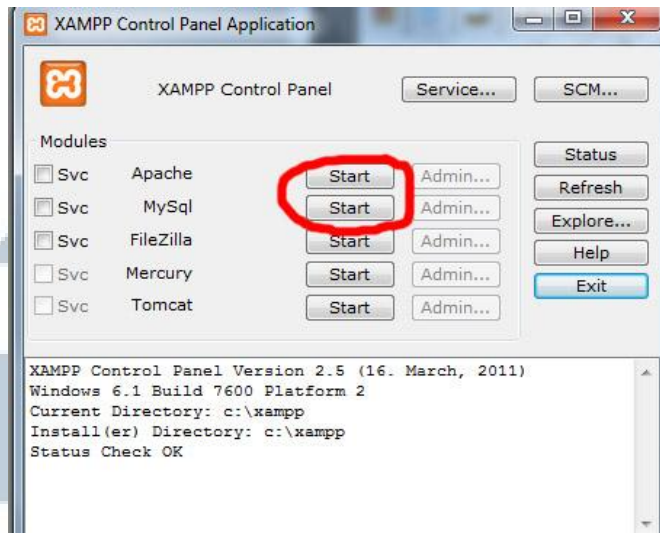 XAMPP Control Panel Application
XAMPP Control Panel
Service...
SCM...
Modules
Svc Apache Start Admin...
Svc MySql Start Admin...
Svc FileZilla Start Admin...
Svc Mercury Start Admin...
Svc Tomcat Start Admin...
Status
Refresh
Explore...
Help
Exit
XAMPP Control Panel Version 2.5 (16. March, 2011)
Windows 6.1 Build 7600 Platform 2
Current Directory: c:\xampp
Install(er) Directory: c:\xampp
Status Check OK